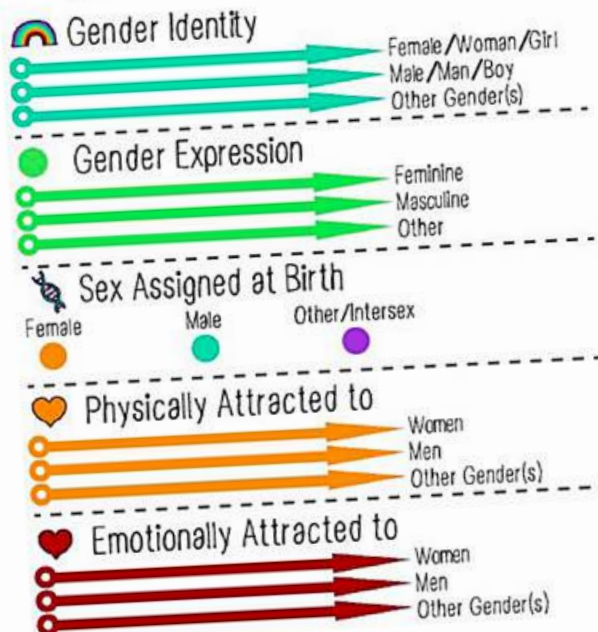 Gender Identity
Female/Woman/Girl
Male/Man/Boy
Other Gender(s)
Gender Expression
Feminine
Masculine
Other
Sex Assigned at Birth
Female Male Other/Intersex
Physically Attracted to
Women
Men
Other Gender(s)
Emotionally Attracted to
Women
Men
Other Gender(s)